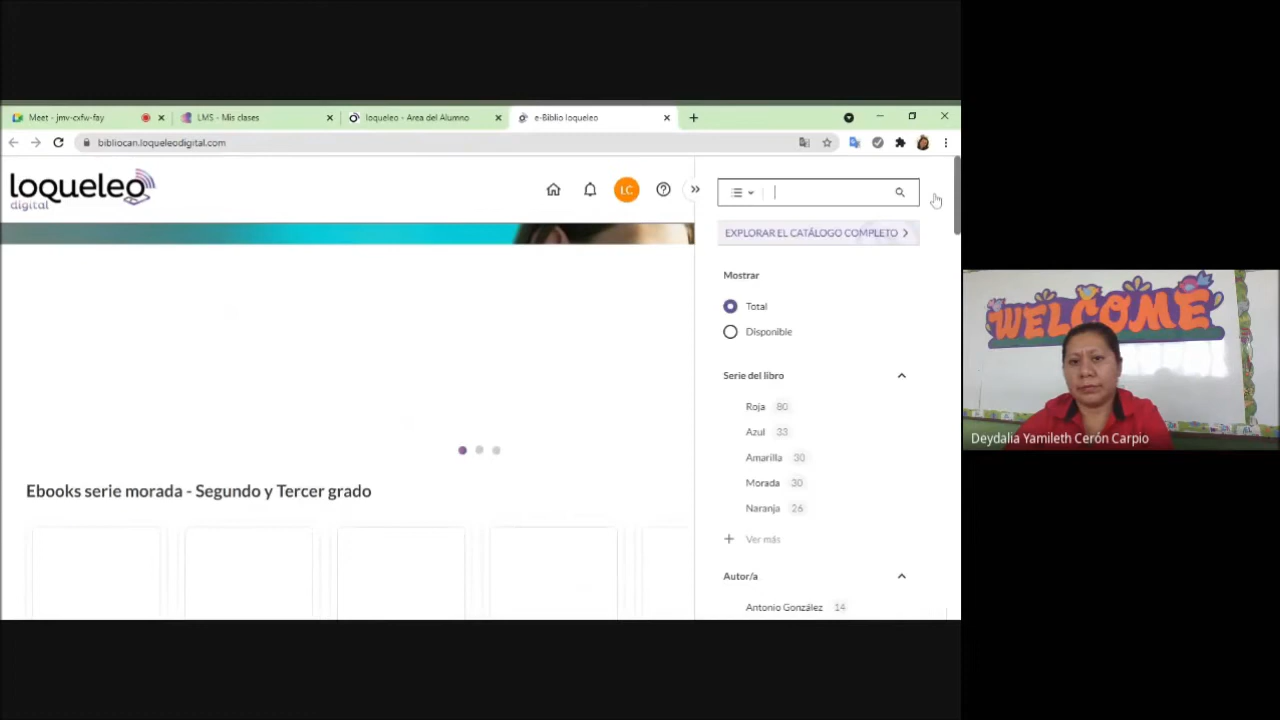 Meet - jmv-cxfw-fay
LMS - Mis clases
loqueleo - Area del Alumno
e-Biblio loqueleo
bibliocan.loqueleodigital.com
loqueleo
digital
LC
EXPLORAR EL CATÁLOGO COMPLETO
Mostrar
Total
Disponible
Serie del libro
Roja 80
Azul 33
Amarilla 30
Morada 30
Naranja 26
Ver más
Autor/a
Antonio González 14
Ebooks serie morada - Segundo y Tercer grado
WELCOME
Deydalia Yamileth Cerón Carpio